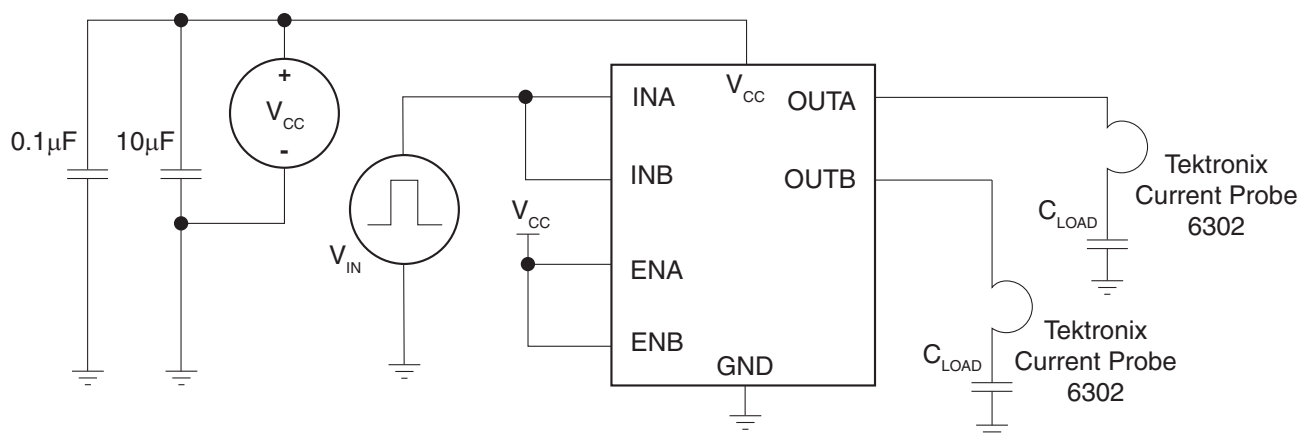 0.1μF
10μF
+
V_CC
-
V_IN
V_CC
INA
INB
ENA
ENB
V_CC
GND
OUTA
OUTB
Tektronix
Current Probe
6302
C_LOAD
Tektronix
Current Probe
6302
C_LOAD